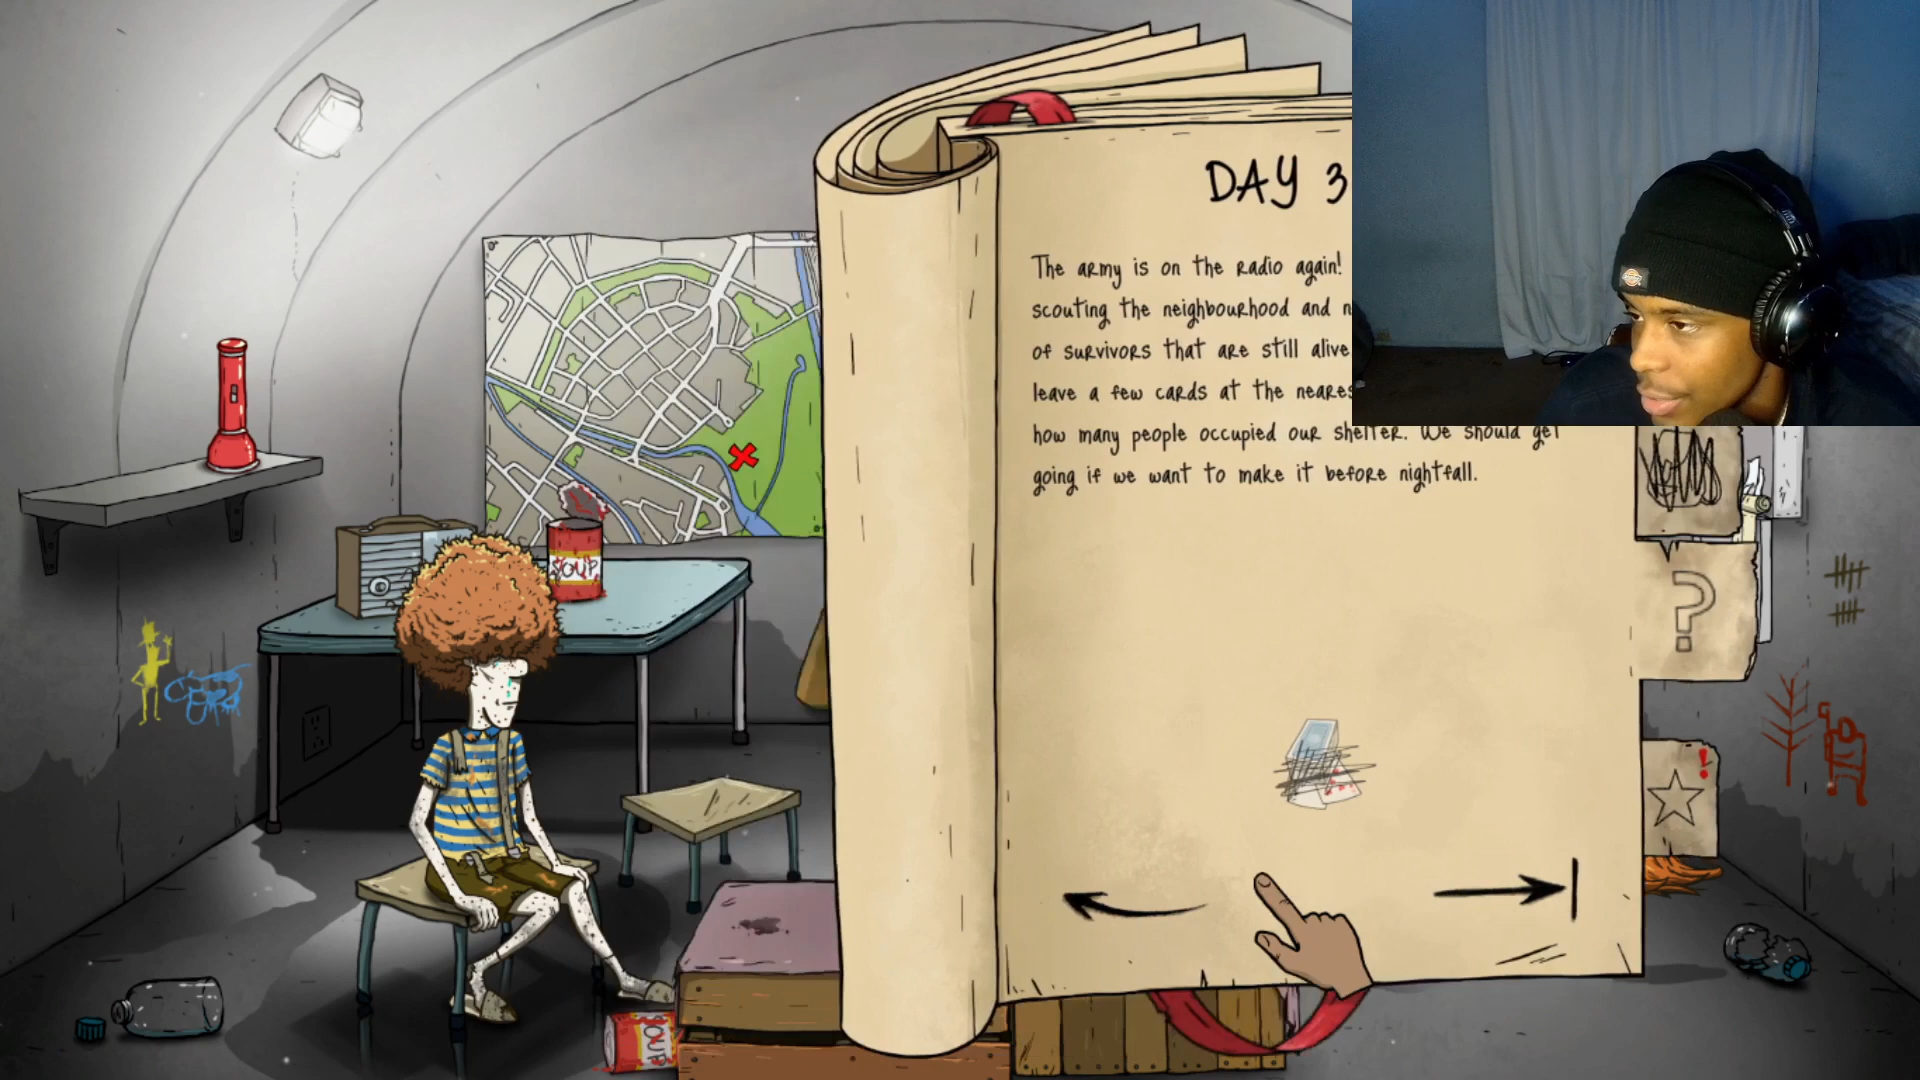 DAY 3
The army is on the radio again!
scouting the neighbourhood and
of survivors that are still alive
leave a few cards at the neares
how many people occupied our shelter. We should get
going if we want to make it before nightfall.
SOUP
?
!
SOUP